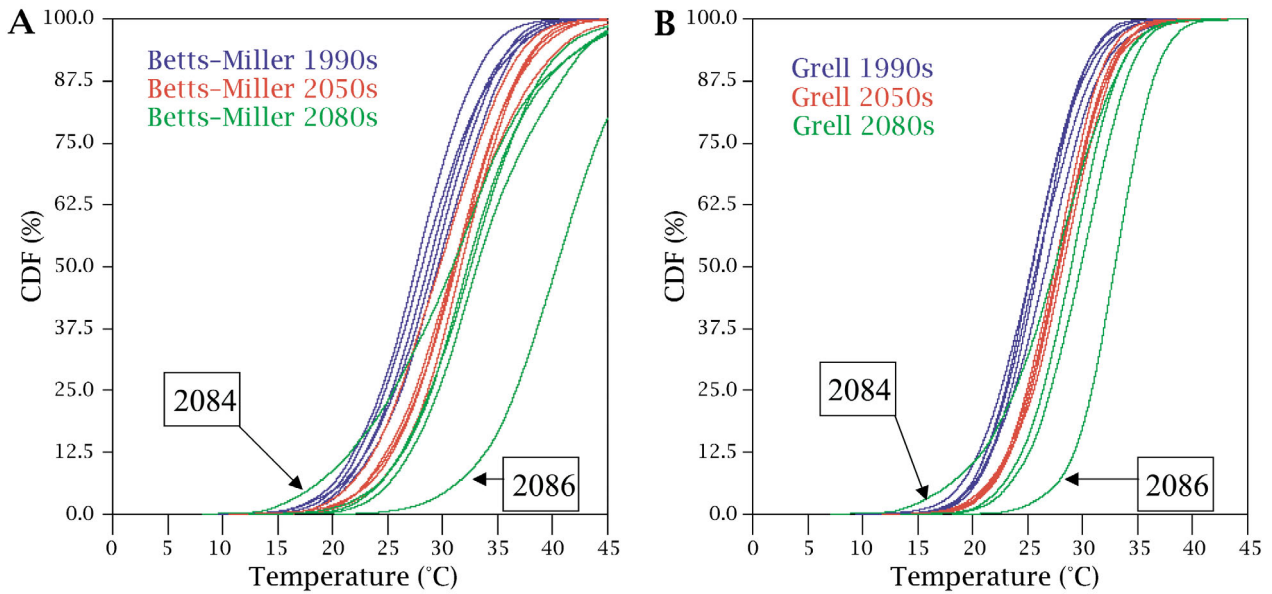 A
Betts-Miller 1990s
Betts-Miller 2050s
Betts-Miller 2080s
CDF (%)
100.0
87.5
75.0
62.5
50.0
37.5
25.0
12.5
0.0
2084
2086
0 5 10 15 20 25 30 35 40 45
Temperature (°C)
B
Grell 1990s
Grell 2050s
Grell 2080s
CDF (%)
100.0
87.5
75.0
62.5
50.0
37.5
25.0
12.5
0.0
2084
2086
0 5 10 15 20 25 30 35 40 45
Temperature (°C)